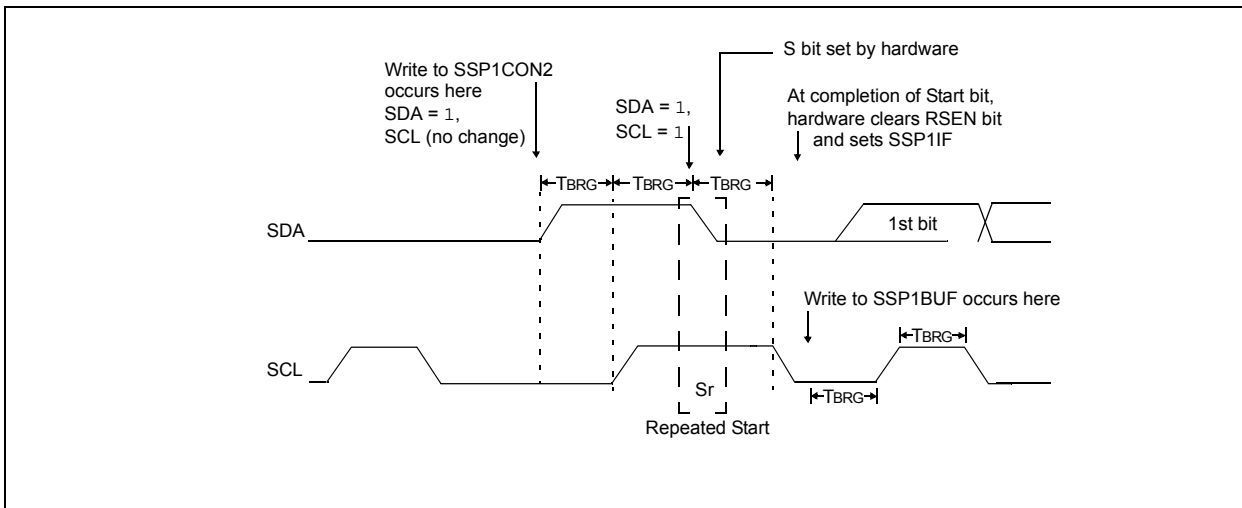 S bit set by hardware
Write to SSP1CON2
occurs here
SDA = 1,
SCL (no change)
SDA = 1,
SCL = 1
At completion of Start bit,
hardware clears RSEN bit
and sets SSP1IF
TBRG
TBRG
TBRG
SDA
1st bit
Write to SSP1BUF occurs here
TBRG
SCL
Sr
TBRG
Repeated Start